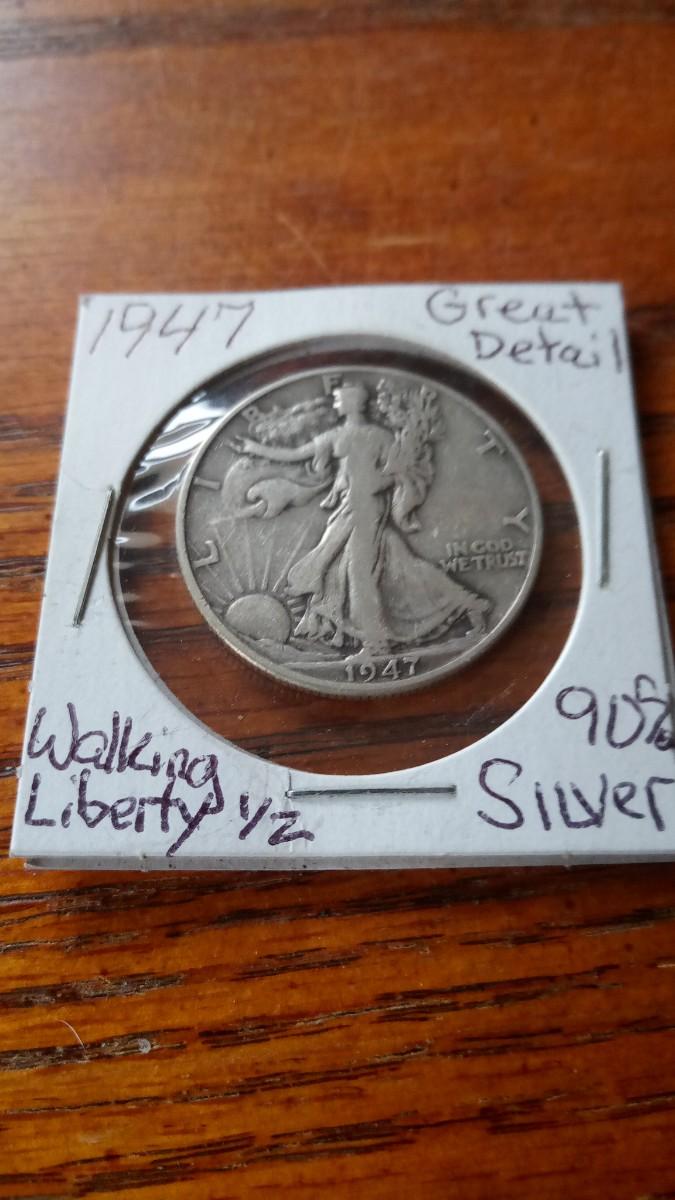 1947
Great
Detail
LIBERTY
IN GOD
WE TRUST
1947
Walking
Liberty 1/2
90%
Silver